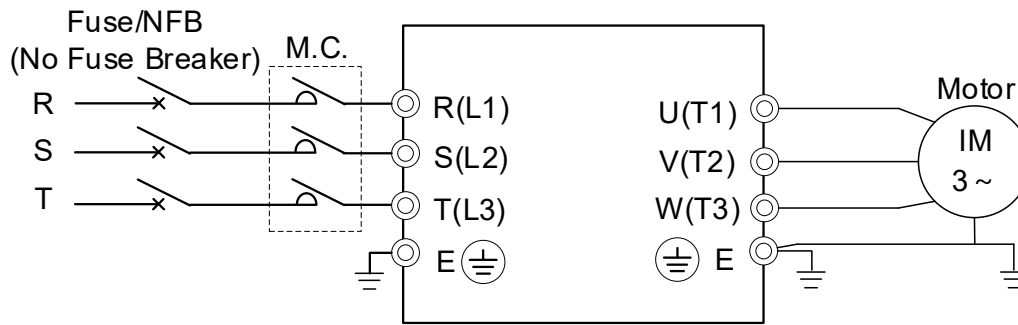 Fuse/NFB
(No Fuse Breaker)
M.C.
R
S
T
R(L1)
S(L2)
T(L3)
E
U(T1)
V(T2)
W(T3)
E
Motor
IM
3 ~